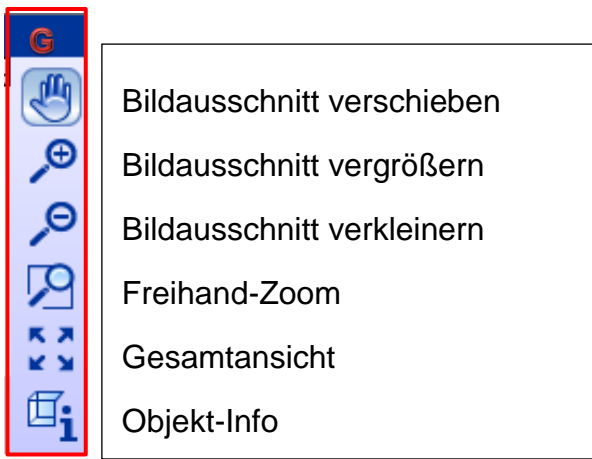 G
Bildausschnitt verschieben
Bildausschnitt vergrößern
Bildausschnitt verkleinern
Freihand-Zoom
Gesamtansicht
Objekt-Info